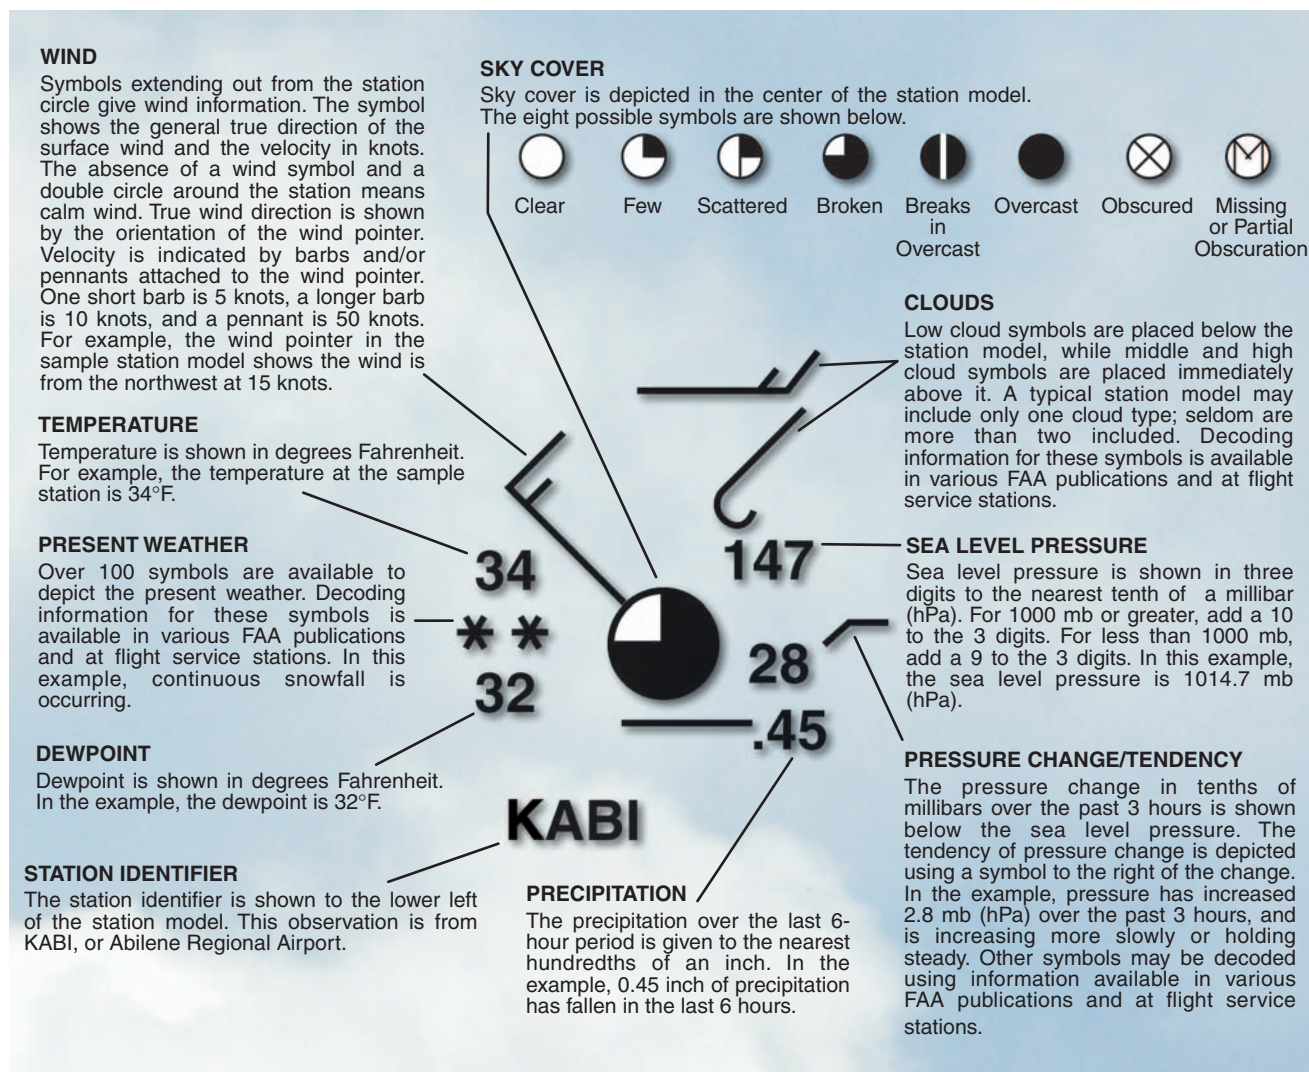 WIND
Symbols extending out from the station
circle give wind information. The symbol
shows the general true direction of the
surface wind and the velocity in knots.
The absence of a wind symbol and a
double circle around the station means
calm wind. True wind direction is shown
by the orientation of the wind pointer.
Velocity is indicated by barbs and/or
pennants attached to the wind pointer.
One short barb is 5 knots, a longer barb
is 10 knots, and a pennant is 50 knots.
For example, the wind pointer in the
sample station model shows the wind is
from the northwest at 15 knots.
SKY COVER
Sky cover is depicted in the center of the station model.
The eight possible symbols are shown below.
Clear
Few
Scattered
Broken
Breaks
in
Overcast
Overcast
Obscured
Missing
or Partial
Obscuration
CLOUDS
Low cloud symbols are placed below the
station model, while middle and high
cloud symbols are placed immediately
above it. A typical station model may
include only one cloud type; seldom are
more than two included. Decoding
information for these symbols is available
in various FAA publications and at flight
service stations.
TEMPERATURE
Temperature is shown in degrees Fahrenheit.
For example, the temperature at the sample
station is 34°F.
PRESENT WEATHER
Over 100 symbols are available to
depict the present weather. Decoding
information for these symbols is
available in various FAA publications
and at flight service stations. In this
example, continuous snowfall is
occurring.
DEWPOINT
Dewpoint is shown in degrees Fahrenheit.
In the example, the dewpoint is 32°F.
34
32
147
28
.45
KABI
SEA LEVEL PRESSURE
Sea level pressure is shown in three
digits to the nearest tenth of a millibar
(hPa). For 1000 mb or greater, add a 10
to the 3 digits. For less than 1000 mb,
add a 9 to the 3 digits. In this example,
the sea level pressure is 1014.7 mb
(hPa).
PRESSURE CHANGE/TENDENCY
The pressure change in tenths of
millibars over the past 3 hours is shown
below the sea level pressure. The
tendency of pressure change is depicted
using a symbol to the right of the change.
In the example, pressure has increased
2.8 mb (hPa) over the past 3 hours, and
is increasing more slowly or holding
steady. Other symbols may be decoded
using information available in various
FAA publications and at flight service
stations.
STATION IDENTIFIER
The station identifier is shown to the lower left
of the station model. This observation is from
KABI, or Abilene Regional Airport.
PRECIPITATION
The precipitation over the last 6-
hour period is given to the nearest
hundredths of an inch. In the
example, 0.45 inch of precipitation
has fallen in the last 6 hours.